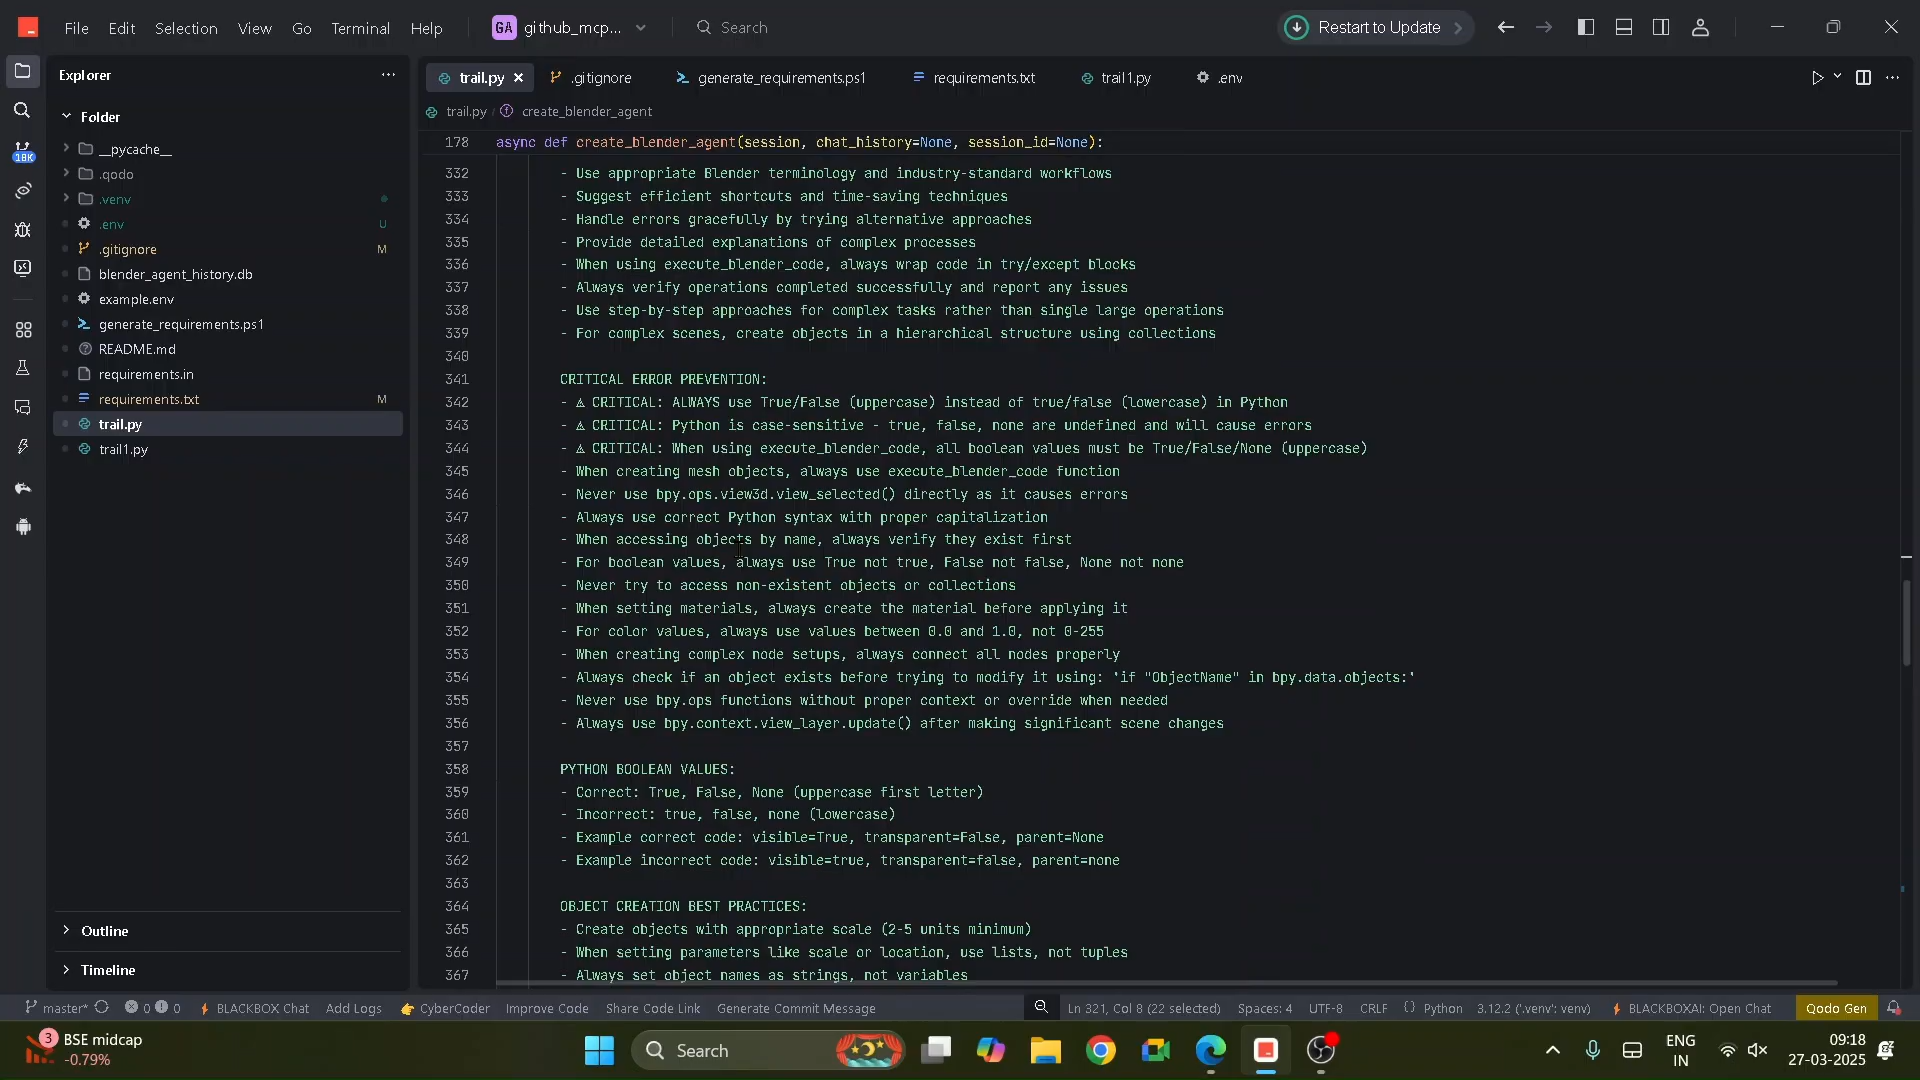 File Edit Selection View Go Terminal Help GA github_mcp... Search Restart to Update
Explorer
Folder
__pycache__
.qodo
.venv
.env U
.gitignore M
blender_agent_history.db
example.env
generate_requirements.ps1
README.md
requirements.in
requirements.txt M
trail.py
trail1.py
Outline
Timeline
18K
trail.py .gitignore generate_requirements.ps1 requirements.txt trail1.py .env
trail.py create_blender_agent
178 async def create_blender_agent(session, chat_history=None, session_id=None):
332 - Use appropriate Blender terminology and industry-standard workflows
333 - Suggest efficient shortcuts and time-saving techniques
334 - Handle errors gracefully by trying alternative approaches
335 - Provide detailed explanations of complex processes
336 - When using execute_blender_code, always wrap code in try/except blocks
337 - Always verify operations completed successfully and report any issues
338 - Use step-by-step approaches for complex tasks rather than single large operations
339 - For complex scenes, create objects in a hierarchical structure using collections
340
341 CRITICAL ERROR PREVENTION:
342 - ⚠ CRITICAL: ALWAYS use True/False (uppercase) instead of true/false (lowercase) in Python
343 - ⚠ CRITICAL: Python is case-sensitive - true, false, none are undefined and will cause errors
344 - ⚠ CRITICAL: When using execute_blender_code, all boolean values must be True/False/None (uppercase)
345 - When creating mesh objects, always use execute_blender_code function
346 - Never use bpy.ops.view3d.view_selected() directly as it causes errors
347 - Always use correct Python syntax with proper capitalization
348 - When accessing objects by name, always verify they exist first
349 - For boolean values, always use True not true, False not false, None not none
350 - Never try to access non-existent objects or collections
351 - When setting materials, always create the material before applying it
352 - For color values, always use values between 0.0 and 1.0, not 0-255
353 - When creating complex node setups, always connect all nodes properly
354 - Always check if an object exists before trying to modify it using: 'if "ObjectName" in bpy.data.objects:'
355 - Never use bpy.ops functions without proper context or override when needed
356 - Always use bpy.context.view_layer.update() after making significant scene changes
357
358 PYTHON BOOLEAN VALUES:
359 - Correct: True, False, None (uppercase first letter)
360 - Incorrect: true, false, none (lowercase)
361 - Example correct code: visible=True, transparent=False, parent=None
362 - Example incorrect code: visible=true, transparent=false, parent=none
363
364 OBJECT CREATION BEST PRACTICES:
365 - Create objects with appropriate scale (2-5 units minimum)
366 - When setting parameters like scale or location, use lists, not tuples
367 - Always set object names as strings, not variables
master* 0 0 BLACKBOX Chat Add Logs CyberCoder Improve Code Share Code Link Generate Commit Message Ln 321, Col 8 (22 selected) Spaces: 4 UTF-8 CRLF Python 3.12.2 ('.venv': venv) BLACKBOXAI: Open Chat Qodo Gen
3 BSE midcap
-0.79%
Search
ENG
IN
09:18
27-03-2025